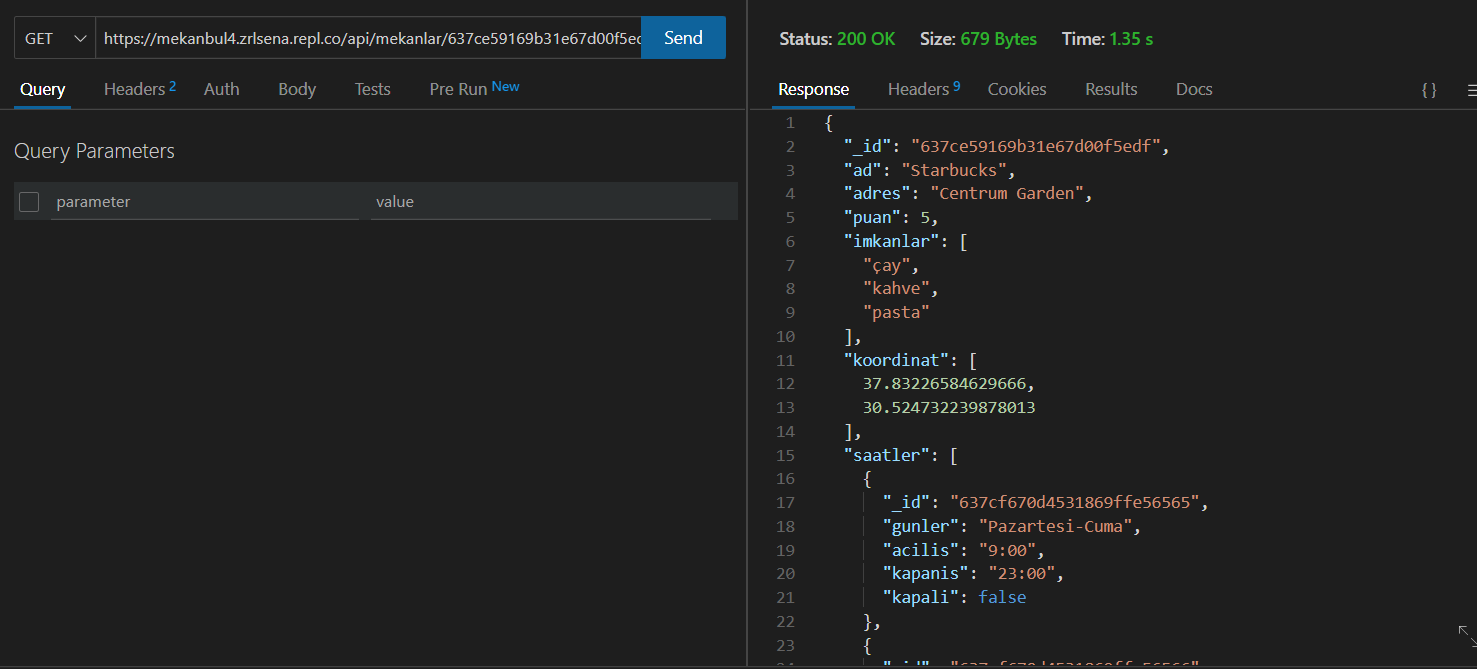 GET https://mekanbul4.zrlsena.repl.co/api/mekanlar/637ce59169b31e67d00f5ec Send
Query Headers 2 Auth Body Tests Pre Run New
Query Parameters
parameter value
Status: 200 OK Size: 679 Bytes Time: 1.35 s
Response Headers 9 Cookies Results Docs {}
1 {
2 "_id": "637ce59169b31e67d00f5edf",
3 "ad": "Starbucks",
4 "adres": "Centrum Garden",
5 "puan": 5,
6 "imkanlar": [
7 "çay",
8 "kahve",
9 "pasta"
10 ],
11 "koordinat": [
12 37.83226584629666,
13 30.524732239878013
14 ],
15 "saatler": [
16 {
17 "_id": "637cf670d4531869ffe56565",
18 "gunler": "Pazartesi-Cuma",
19 "acilis": "9:00",
20 "kapanis": "23:00",
21 "kapali": false
22 },
23 {